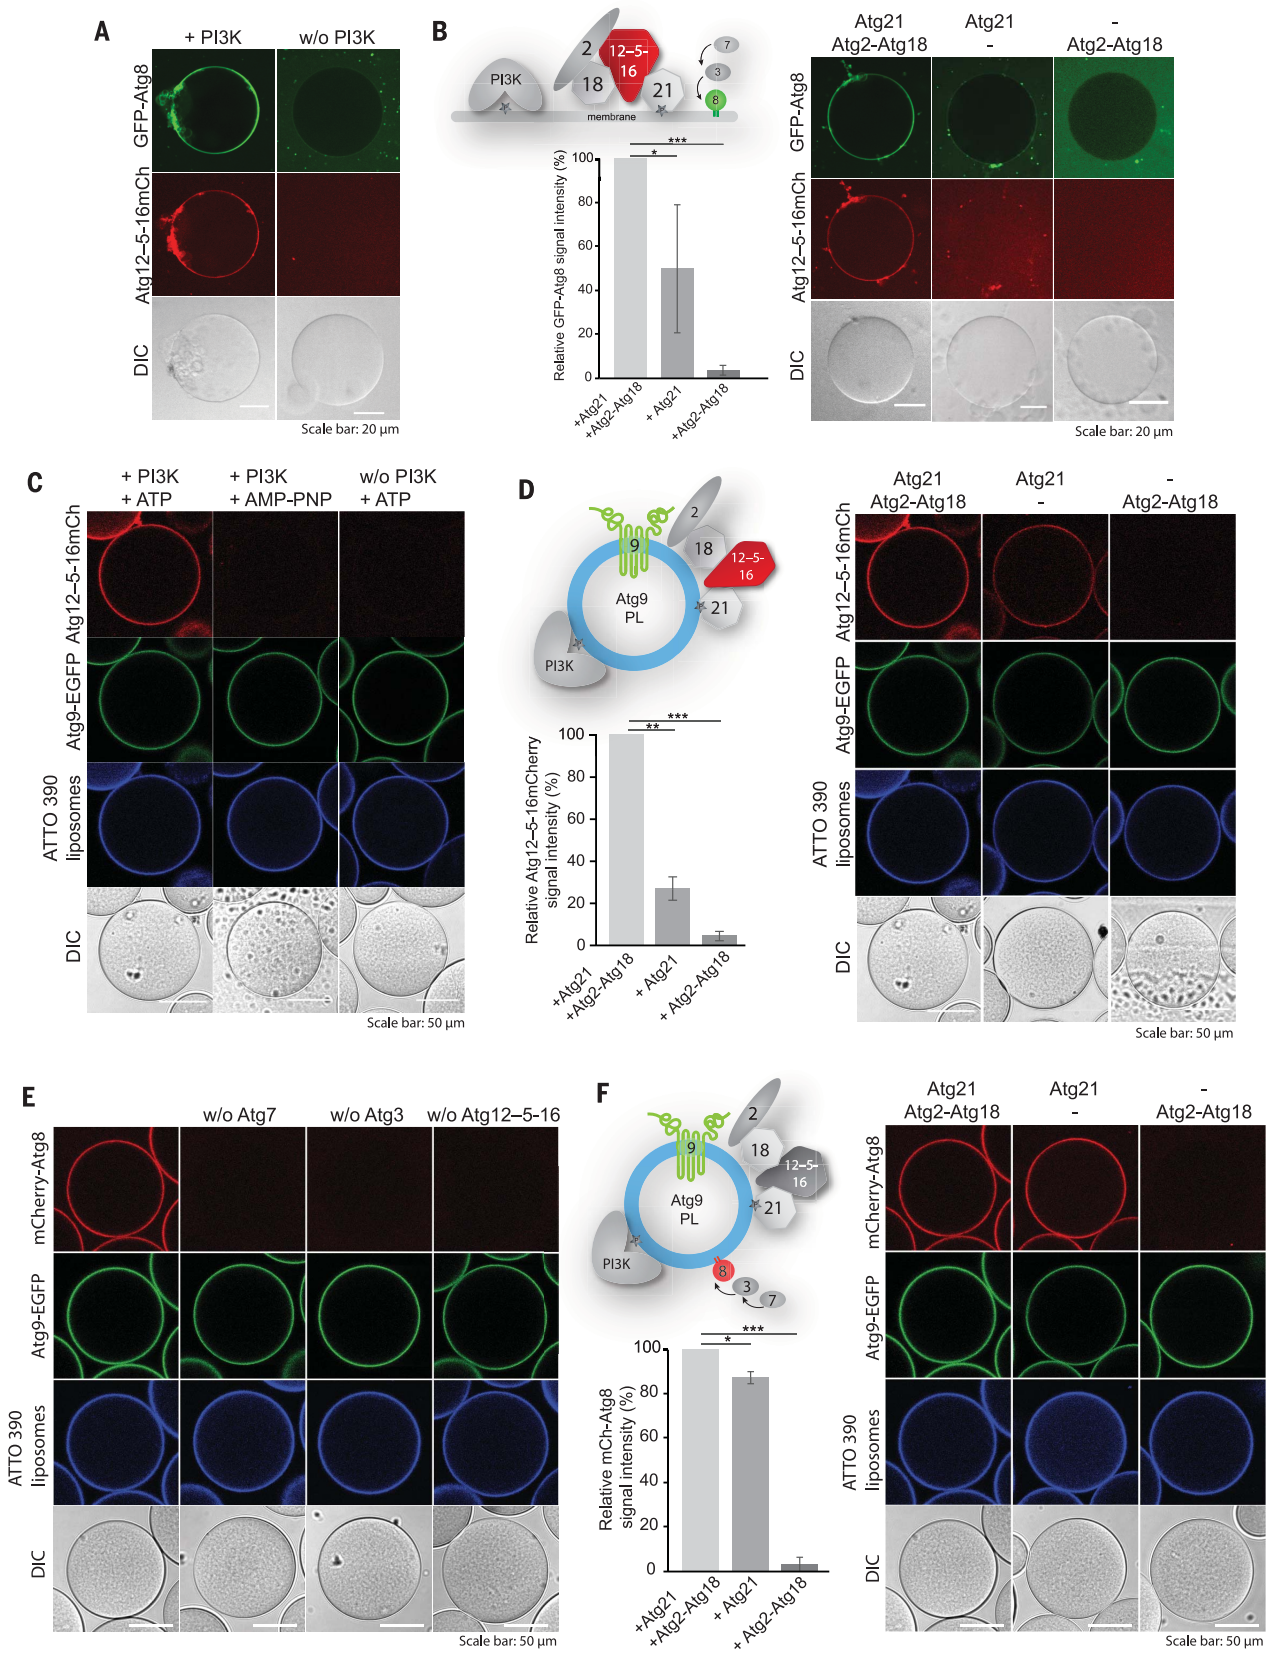 A
+ PI3K
w/o PI3K
GFP-Atg8
Atg12–5-16mCh
DIC
Scale bar: 20 µm
B
PI3K
2
18
12–5-
16
21
7
3
8
membrane
***
*
Relative GFP-Atg8 signal intensity (%)
100
80
60
40
20
0
+Atg21
+Atg2-Atg18
+ Atg21
+Atg2-Atg18
Atg21
Atg2-Atg18
Atg21
-
-
Atg2-Atg18
GFP-Atg8
Atg12–5-16mCh
DIC
Scale bar: 20 µm
C
+ PI3K
+ ATP
+ PI3K
+ AMP-PNP
w/o PI3K
+ ATP
Atg12–5-16mCh
Atg9-EGFP
ATTO 390
liposomes
DIC
Scale bar: 50 µm
D
9
2
18
12–5-
16
21
Atg9
PL
P
PI3K
***
**
Relative Atg12–5-16mCherry
signal intensity (%)
100
80
60
40
20
0
+Atg21
+Atg2-Atg18
+ Atg21
+ Atg2-Atg18
Atg21
Atg2-Atg18
Atg21
-
-
Atg2-Atg18
Atg12–5-16mCh
Atg9-EGFP
ATTO 390
liposomes
DIC
Scale bar: 50 µm
E
w/o Atg7
w/o Atg3
w/o Atg12–5-16
mCherry-Atg8
Atg9-EGFP
ATTO 390
liposomes
DIC
Scale bar: 50 µm
F
9
2
18
12–5-
16
21
Atg9
PL
P
PI3K
8
3
7
***
*
Relative mCh-Atg8
signal intensity (%)
100
80
60
40
20
0
+Atg21
+Atg2-Atg18
+ Atg21
+ Atg2-Atg18
Atg21
Atg2-Atg18
Atg21
-
-
Atg2-Atg18
mCherry-Atg8
Atg9-EGFP
ATTO 390
liposomes
DIC
Scale bar: 50 µm